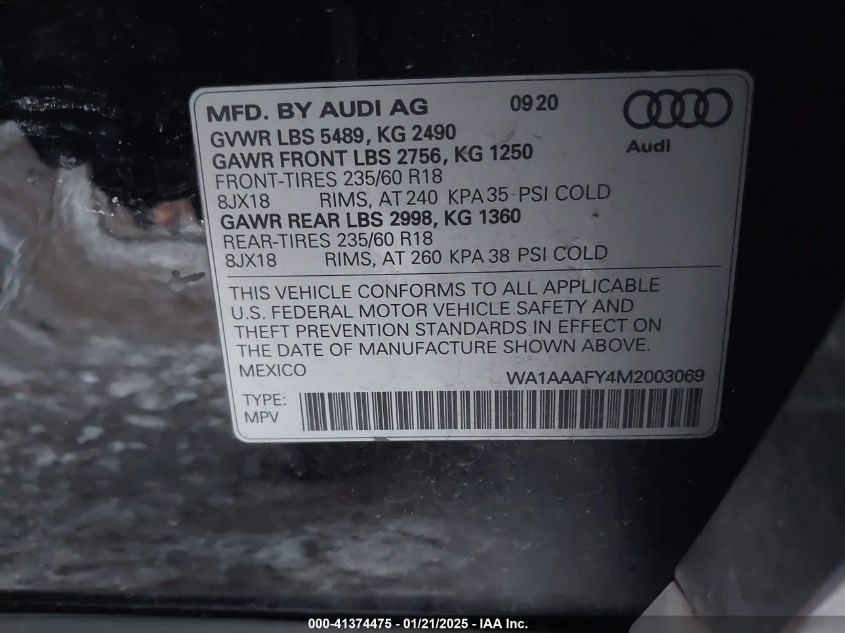 MFD. BY AUDI AG 0920
GVWR LBS 5489, KG 2490
Audi
GAWR FRONT LBS 2756, KG 1250
FRONT-TIRES 235/60 R18
8JX18 RIMS, AT 240 KPA 35 PSI COLD
GAWR REAR LBS 2998, KG 1360
REAR-TIRES 235/60 R18
8JX18 RIMS, AT 260 KPA 38 PSI COLD
THIS VEHICLE CONFORMS TO ALL APPLICABLE
U.S. FEDERAL MOTOR VEHICLE SAFETY AND
THEFT PREVENTION STANDARDS IN EFFECT ON
THE DATE OF MANUFACTURE SHOWN ABOVE.
MEXICO
WA1AAAFY4M2003069
TYPE:
MPV
000-41374475 - 01/21/2025 - IAA Inc.